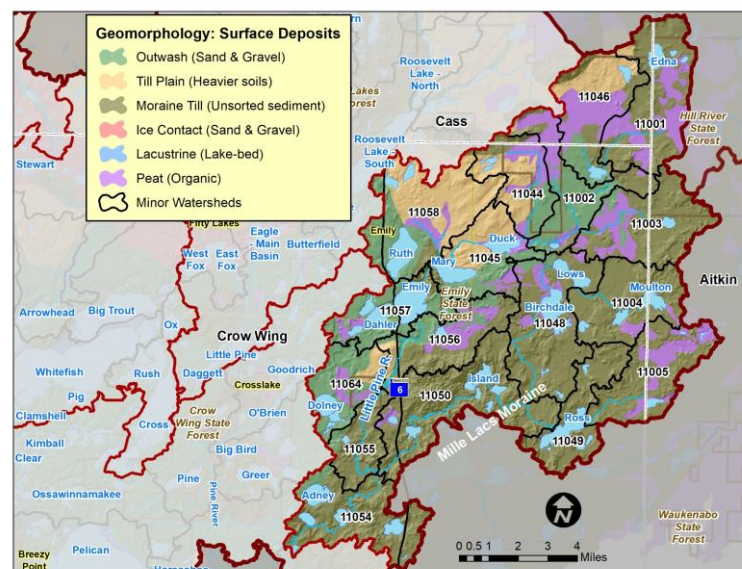 Geomorphology: Surface Deposits
Outwash (Sand & Gravel)
Till Plain (Heavier soils)
Moraine Till (Unsorted sediment)
Ice Contact (Sand & Gravel)
Lacustrine (Lake-bed)
Peat (Organic)
Minor Watersheds
Edna
11046
11001
Roosevelt
Lake -
North
Lakes
Forest
Cass
Hill River
State
Forest
Roosevelt
Lake -
South
Stewart
11044
11002
11058
11003
Fifty Lakes
Emily
Eagle -
Main
Basin
Butterfield
West
Fox
East
Fox
Ruth
Duck
Mary
11045
Lows
Aitkin
Moulton
Emily
Emily
State
Forest
11057
Birchdale
11004
11048
Arrowhead
Big Trout
Ox
Crow Wing
Dahler
11056
Little Pine
Whitefish
Rush
Daggett
Goodrich
Little Pine R.
11005
Pig
Crosslake
11064
6
11050
Island
Clamshell
Cross
Crow
Wing State
Forest
O'Brien
Dolney
Mille Lacs Moraine
Ross
Kimball
Clear
Big Bird
11055
11049
Pine
Greer
Ossawinnamakee
Pine River
Adney
11054
N
Waukenabo
State
Forest
Breezy
Point
Pelican
0 0.5 1 2 3 4
Miles